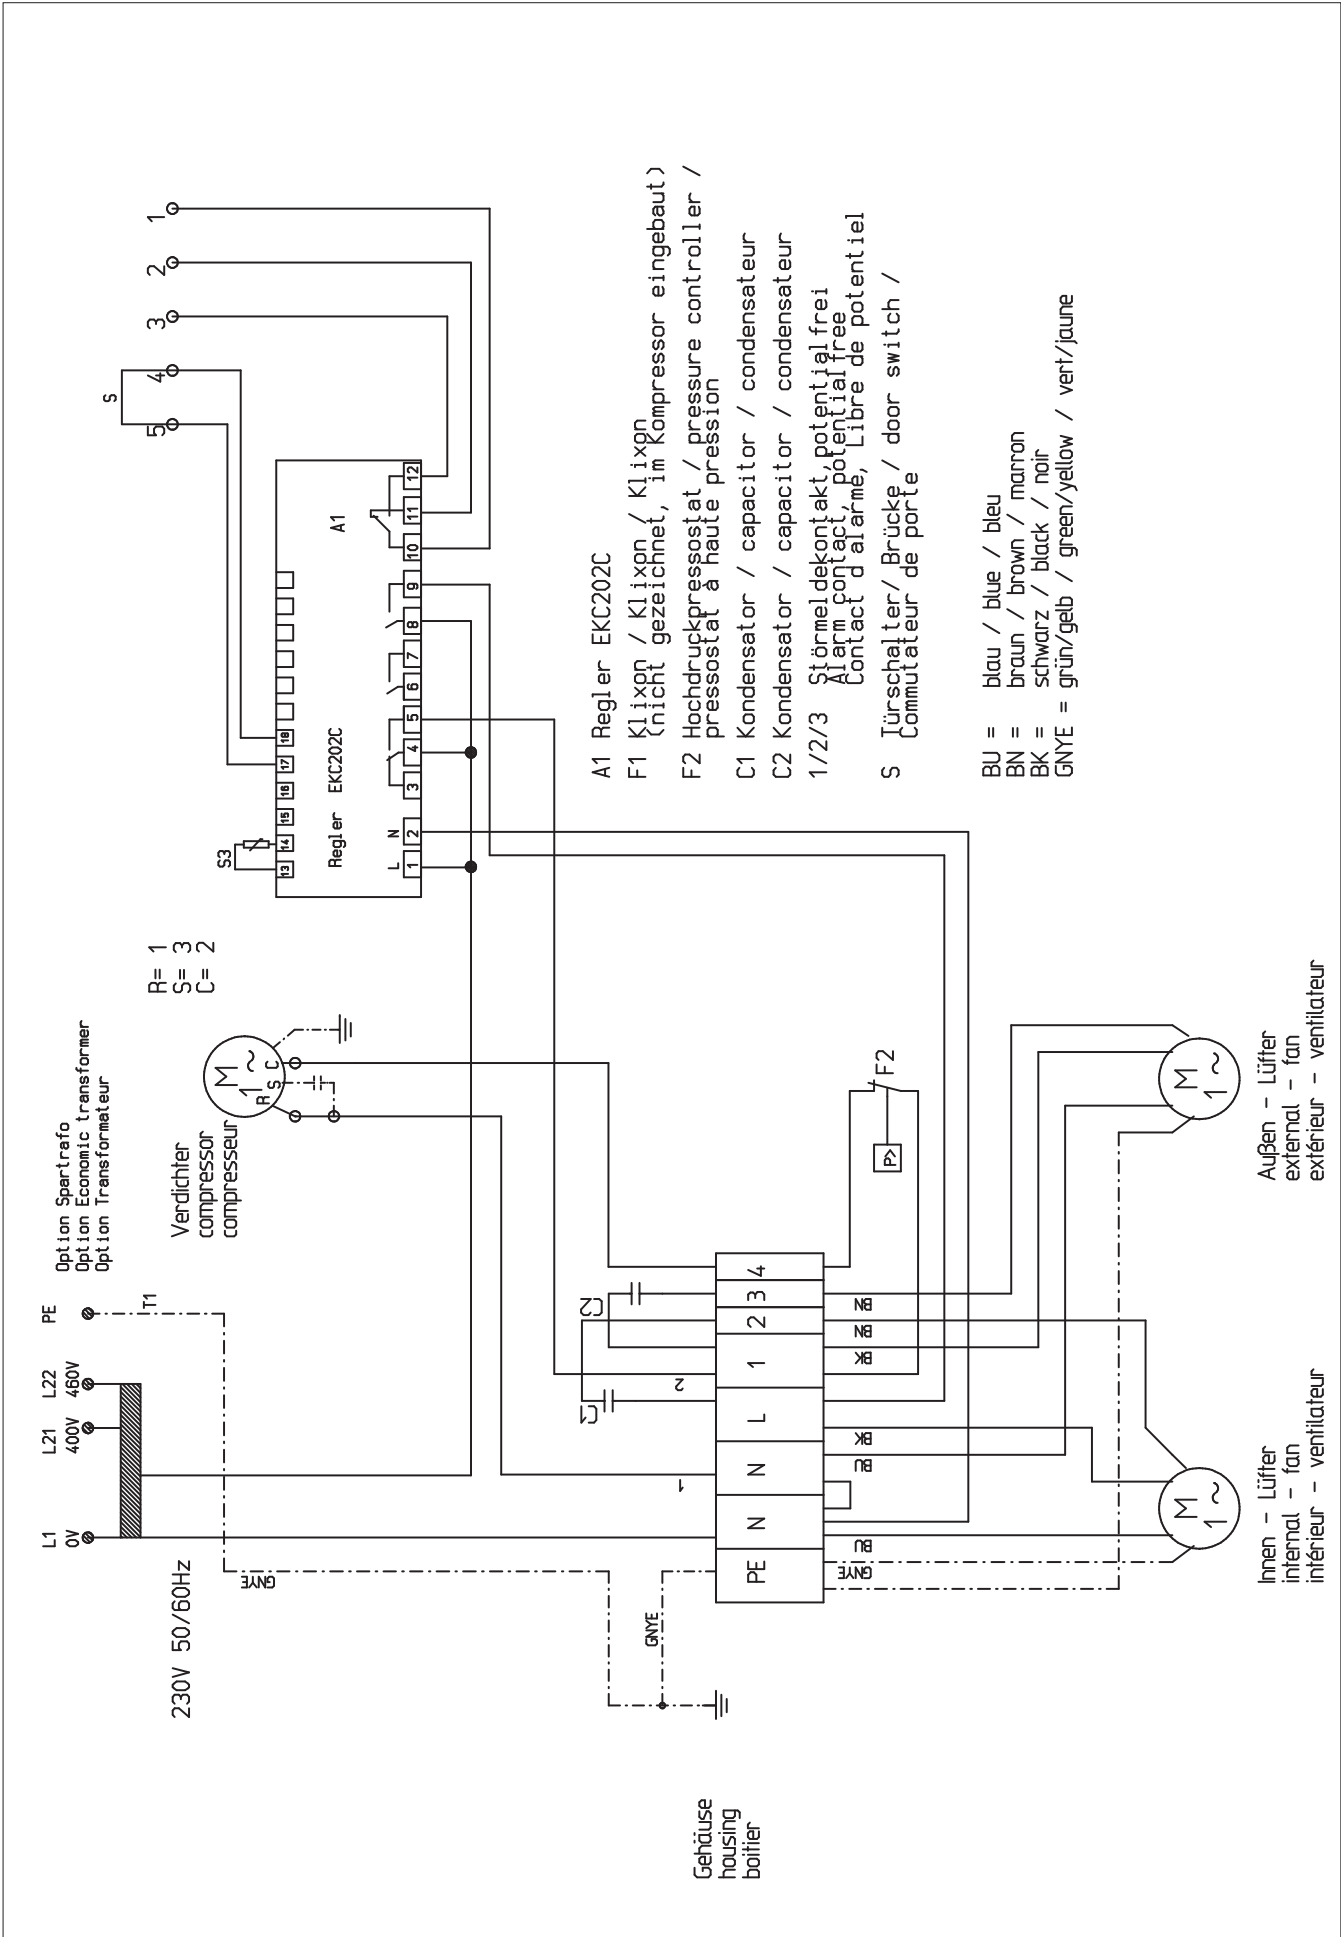 Option Spartrafo
Option Economic transformer
Option Transformateur
L1
0V
L21
400V
L22
460V
PE
T1
230V 50/60Hz
GNYE
Verdichter
compressor
compresseur
M
1~
R
S
C
R= 1
S= 3
C= 2
S
5
4
3
2
1
S3
13
14
15
16
17
18
Regler EKC202C
A1
L
N
1
2
3
4
5
6
7
8
9
10
11
12
Gehäuse
housing
boitier
GNYE
1
C1
2
C2
PE
N
N
L
1
2
3
4
GNYE
BU
BU
BK
BK
BN
BN
P>
F2
M
1~
M
1~
Innen - Lüfter
internal - fan
intérieur - ventilateur
Außen - Lüfter
external - fan
extérieur - ventilateur
A1 Regler EKC202C
F1 Klixon / Klixon / Klixon
(nicht gezeichnet, im Kompressor eingebaut)
F2 Hochdruckpressostat / pressure controller /
pressostat à haute pression
C1 Kondensator / capacitor / condensateur
C2 Kondensator / capacitor / condensateur
1/2/3 Störmeldekontakt,potentialfrei
Alarm contact, potentialfree
Contact d alarme, Libre de potentiel
S Türschalter/ Brücke / door switch /
Commutateur de porte
BU = blau / blue / bleu
BN = braun / brown / marron
BK = schwarz / black / noir
GNYE = grün/gelb / green/yellow / vert/jaune